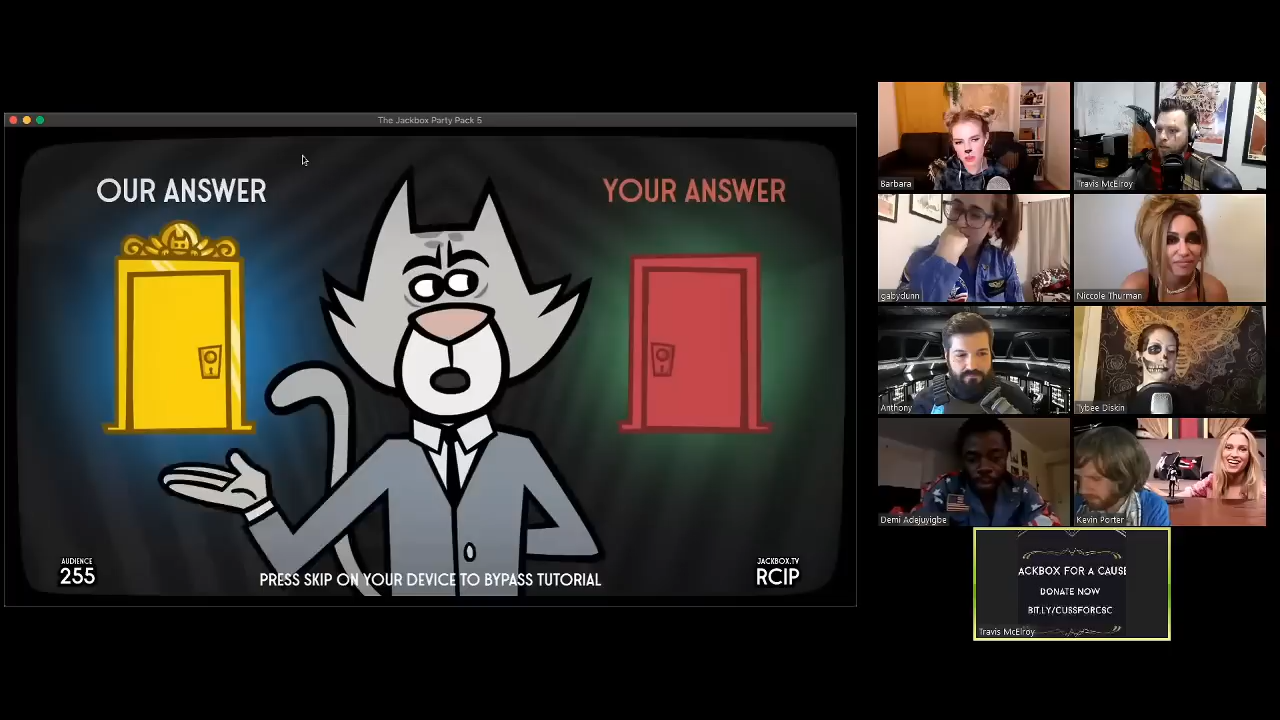 The Jackbox Party Pack 5
OUR ANSWER
YOUR ANSWER
AUDIENCE
255
PRESS SKIP ON YOUR DEVICE TO BYPASS TUTORIAL
JACKBOX.TV
RCIP
Barbara
Travis McElroy
gabydunn
Niccole Thurman
Anthony
Tybee Diskin
Demi Adejuyigbe
Kevin Porter
ACKBOX FOR A CAUSE
DONATE NOW
BIT.LY/CUSSFORCSC
Travis McElroy